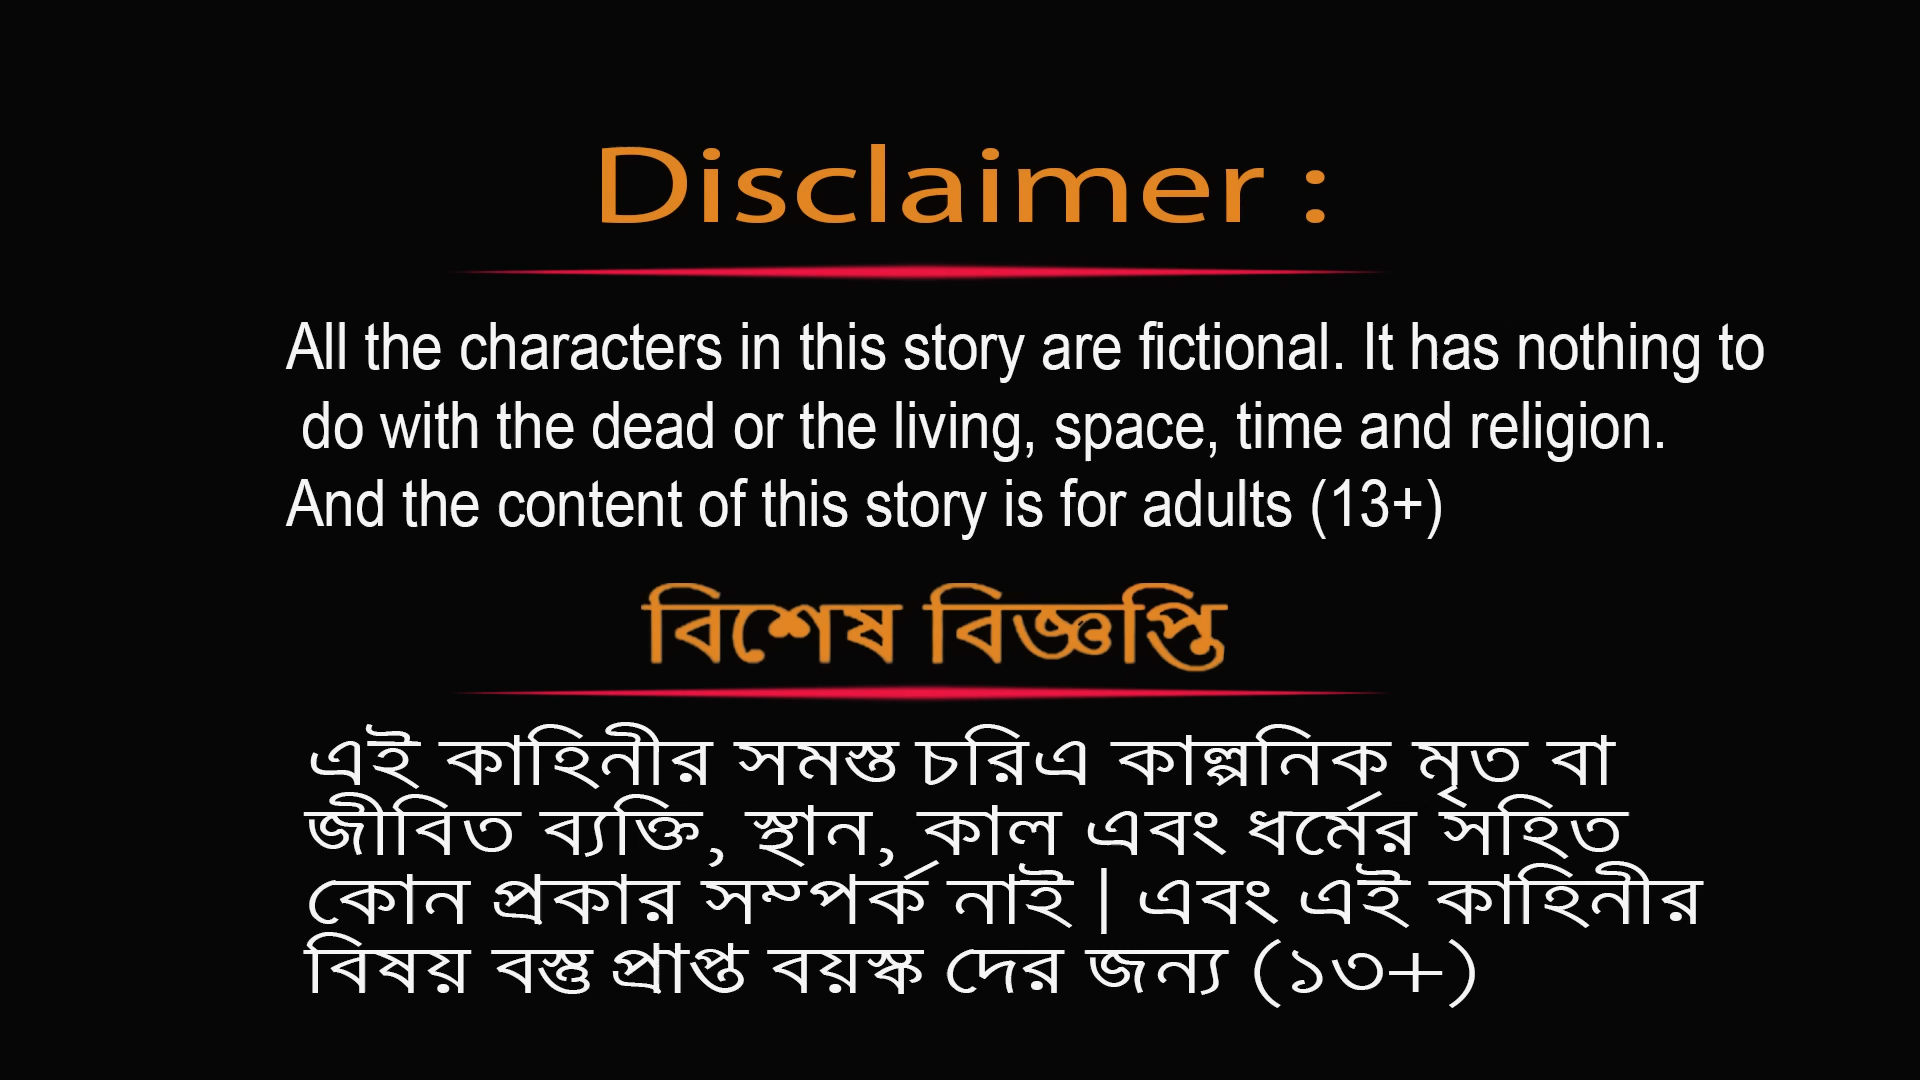 Disclaimer :
All the characters in this story are fictional. It has nothing to
do with the dead or the living, space, time and religion.
And the content of this story is for adults (13+)
বিশেষ বিজ্ঞপ্তি
এই কাহিনীর সমস্ত চরিএ কাল্পনিক মৃত বা
জীবিত ব্যক্তি, স্থান, কাল এবং ধর্মের সহিত
কোন প্রকার সম্পর্ক নাই | এবং এই কাহিনীর
বিষয় বস্তু প্রাপ্ত বয়স্ক দের জন্য (১৩+)